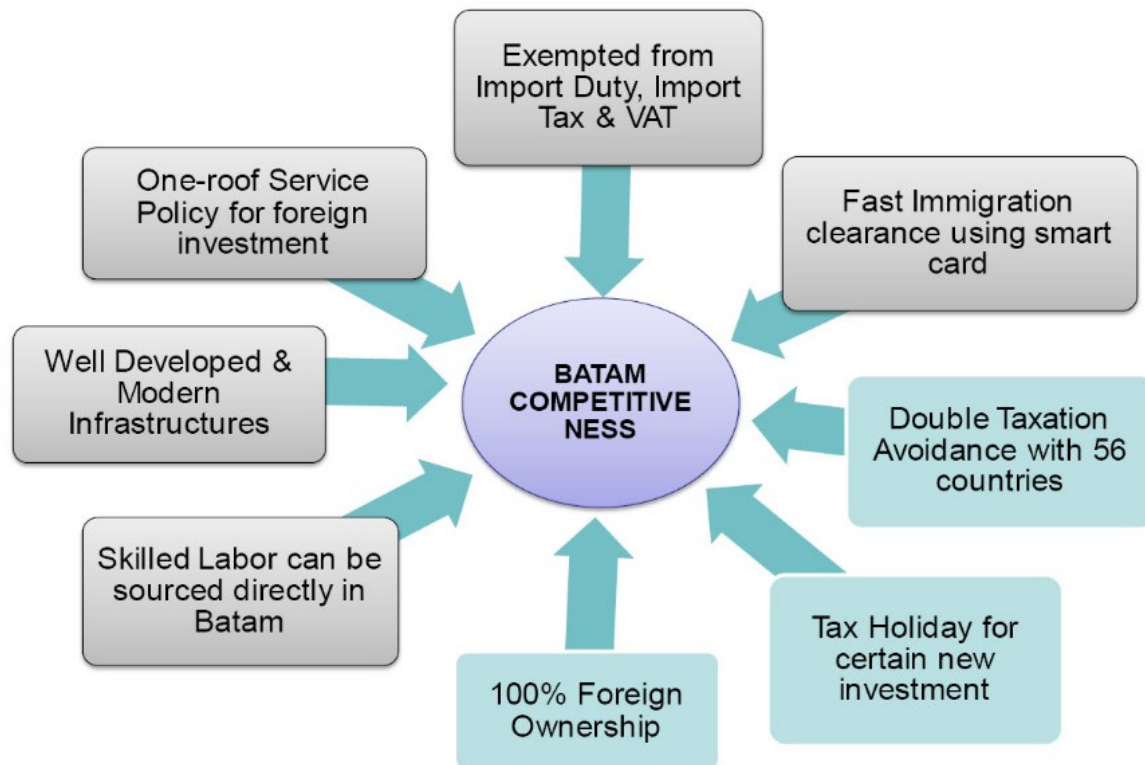 Exempted from
Import Duty, Import
Tax & VAT
One-roof Service
Policy for foreign
investment
Fast Immigration
clearance using smart
card
Well Developed &
Modern
Infrastructures
BATAM
COMPETITIVE
NESS
Double Taxation
Avoidance with 56
countries
Skilled Labor can be
sourced directly in
Batam
Tax Holiday for
certain new
investment
100% Foreign
Ownership